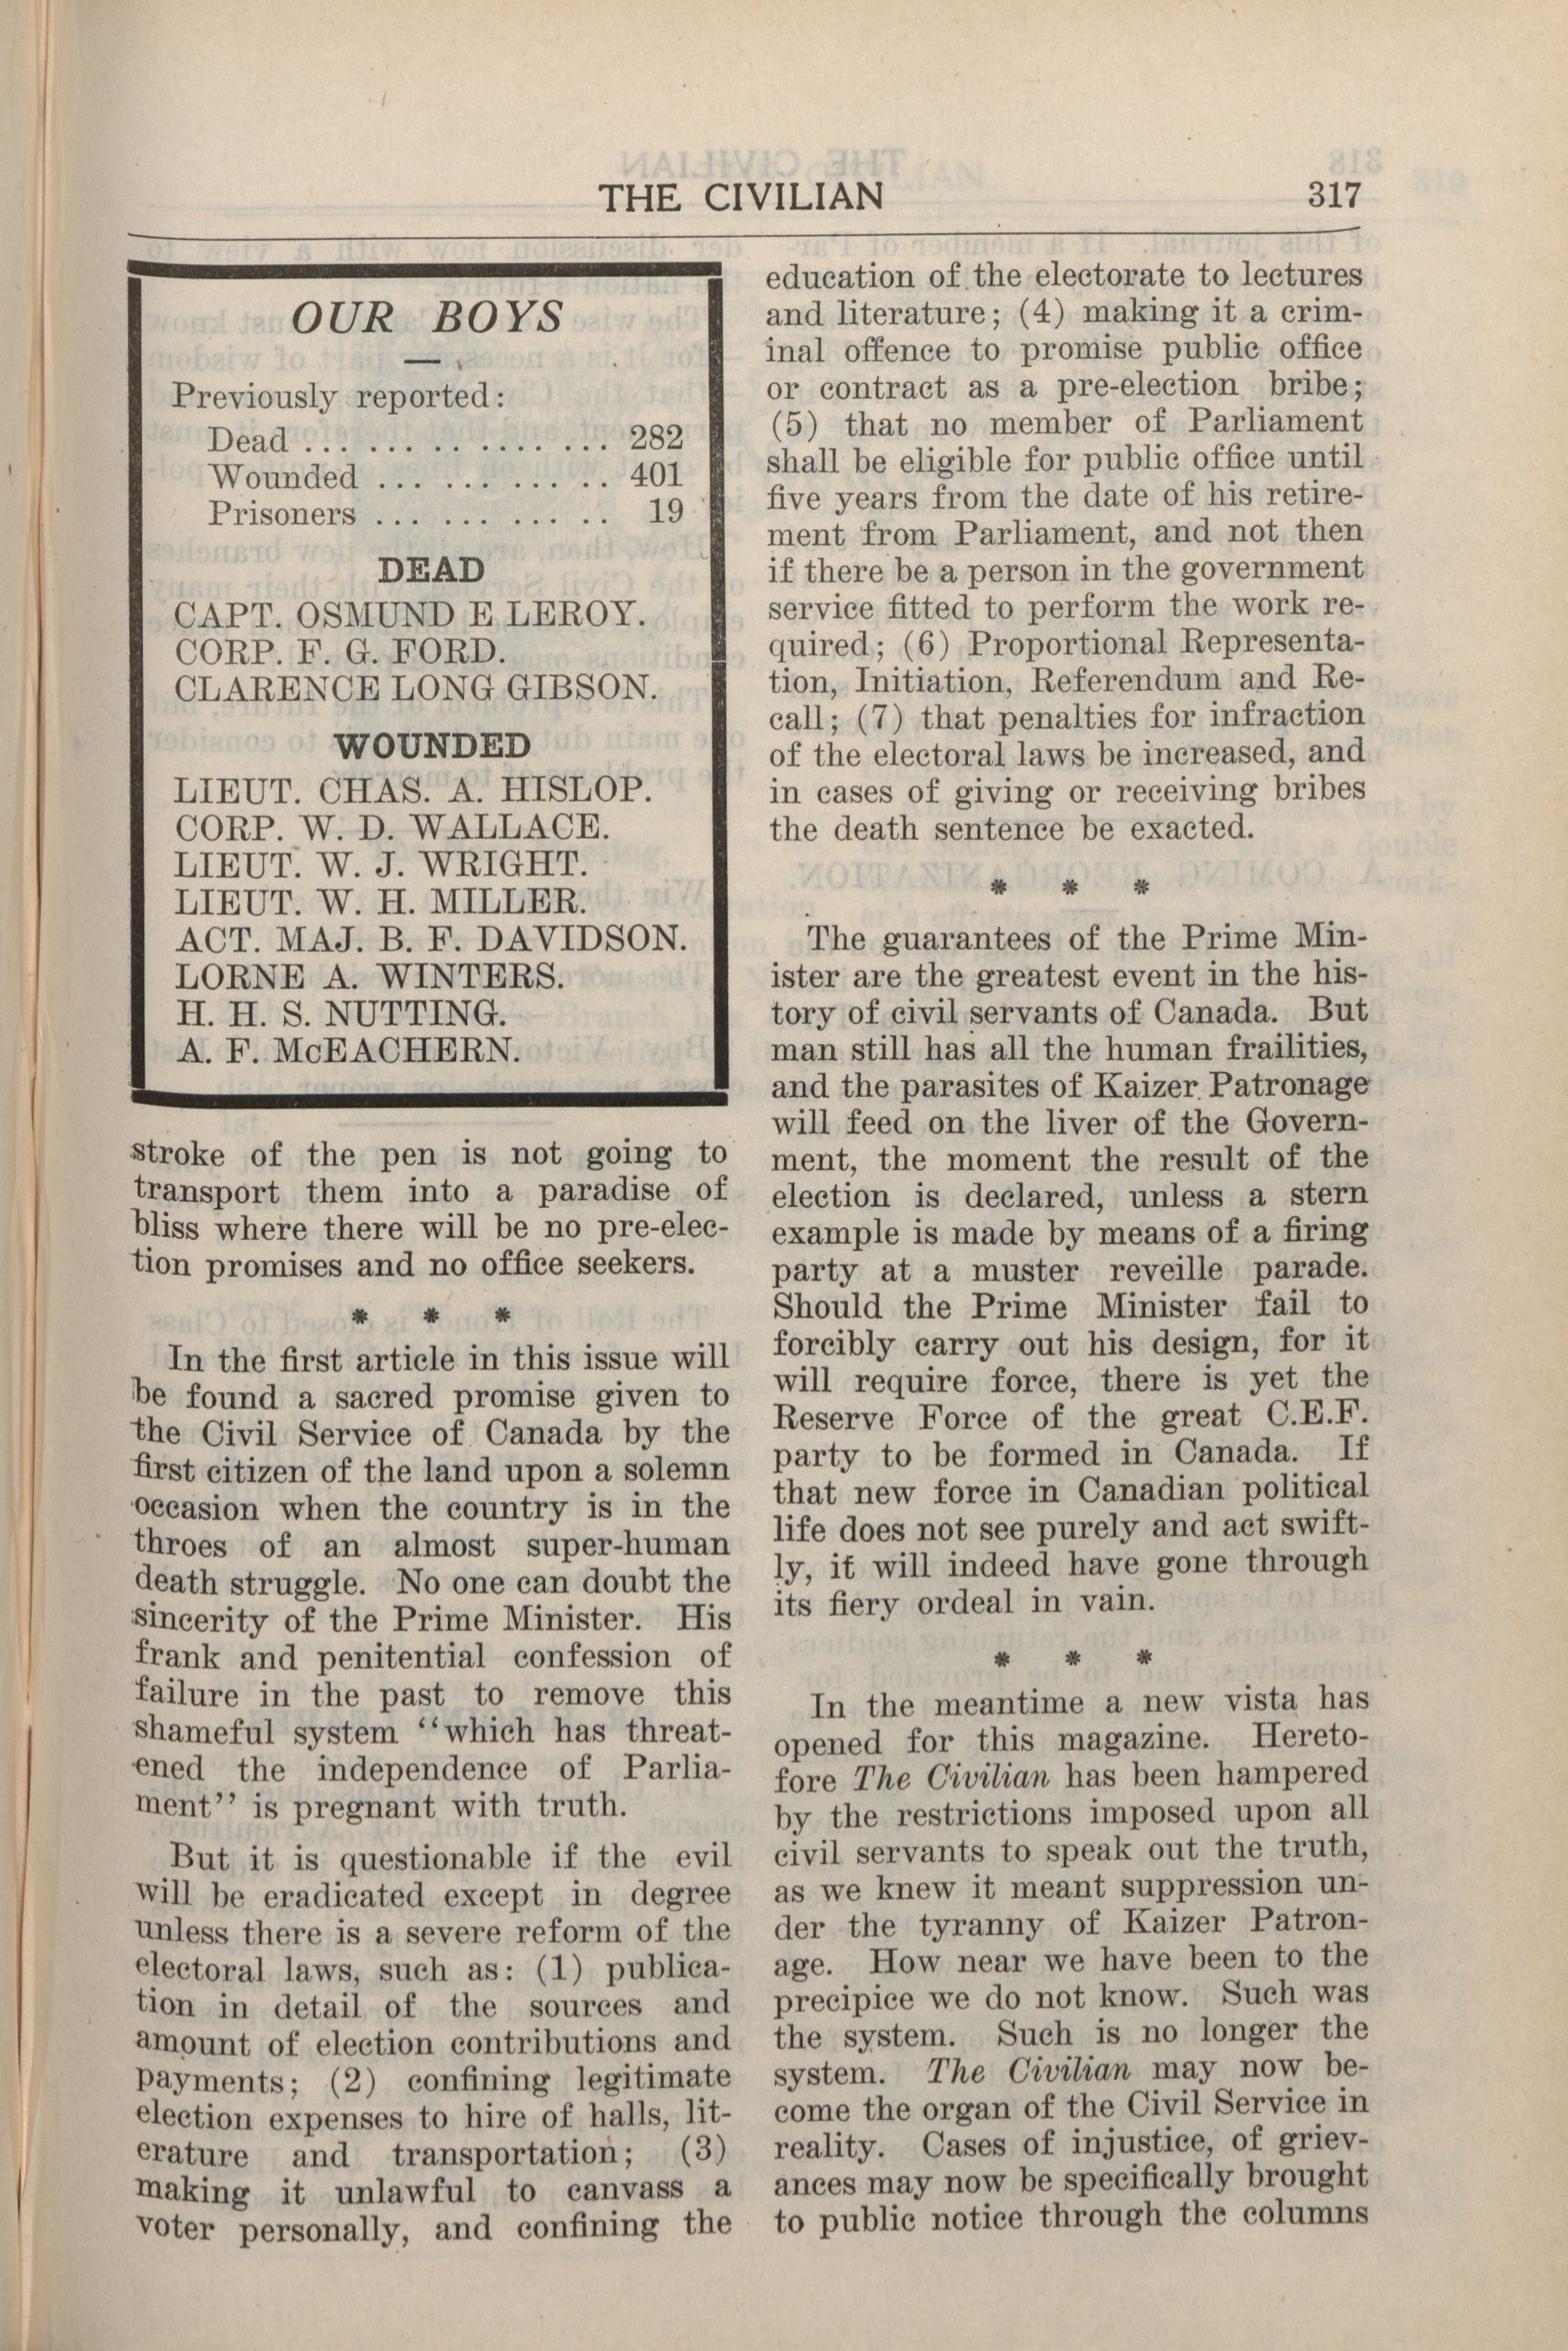 THE CIVILIAN 317
OUR BOYS
—
Previously reported:
Dead ... ... ... .. .... ... 282
Wounded ... ... ... .. 401
Prisoners ... ... ... .. 19
DEAD
CAPT. OSMUND E LEROY.
CORP. F. G. FORD.
CLARENCE LONG GIBSON.
WOUNDED
LIEUT. CHAS. A. HISLOP.
CORP. W. D. WALLACE.
LIEUT. W. J. WRIGHT.
LIEUT. W. H. MILLER.
ACT. MAJ. B. F. DAVIDSON.
LORNE A. WINTERS.
H. H. S. NUTTING.
A. F. McEACHERN.
stroke of the pen is not going to
transport them into a paradise of
bliss where there will be no pre-elec-
tion promises and no office seekers.
* * *
In the first article in this issue will
be found a sacred promise given to
the Civil Service of Canada by the
first citizen of the land upon a solemn
occasion when the country is in the
throes of an almost super-human
death struggle. No one can doubt the
sincerity of the Prime Minister. His
frank and penitential confession of
failure in the past to remove this
shameful system "which has threat-
ened the independence of Parlia-
ment" is pregnant with truth.
But it is questionable if the evil
will be eradicated except in degree
unless there is a severe reform of the
electoral laws, such as: (1) publica-
tion in detail of the sources and
amount of election contributions and
payments; (2) confining legitimate
election expenses to hire of halls, lit-
erature and transportation; (3)
making it unlawful to canvass a
voter personally, and confining the
education of the electorate to lectures
and literature; (4) making it a crim-
inal offence to promise public office
or contract as a pre-election bribe;
(5) that no member of Parliament
shall be eligible for public office until
five years from the date of his retire-
ment from Parliament, and not then
if there be a person in the government
service fitted to perform the work re-
quired; (6) Proportional Representa-
tion, Initiation, Referendum and Re-
call; (7) that penalties for infraction
of the electoral laws be increased, and
in cases of giving or receiving bribes
the death sentence be exacted.
* * *
The guarantees of the Prime Min-
ister are the greatest event in the his-
tory of civil servants of Canada. But
man still has all the human frailities,
and the parasites of Kaizer Patronage
will feed on the liver of the Govern-
ment, the moment the result of the
election is declared, unless a stern
example is made by means of a firing
party at a muster reveille parade.
Should the Prime Minister fail to
forcibly carry out his design, for it
will require force, there is yet the
Reserve Force of the great C.E.F.
party to be formed in Canada. If
that new force in Canadian political
life does not see purely and act swift-
ly, it will indeed have gone through
its fiery ordeal in vain.
* * *
In the meantime a new vista has
opened for this magazine. Hereto-
fore The Civilian has been hampered
by the restrictions imposed upon all
civil servants to speak out the truth,
as we knew it meant suppression un-
der the tyranny of Kaizer Patron-
age. How near we have been to the
precipice we do not know. Such was
the system. Such is no longer the
system. The Civilian may now be-
come the organ of the Civil Service in
reality. Cases of injustice, of griev-
ances may now be specifically brought
to public notice through the columns